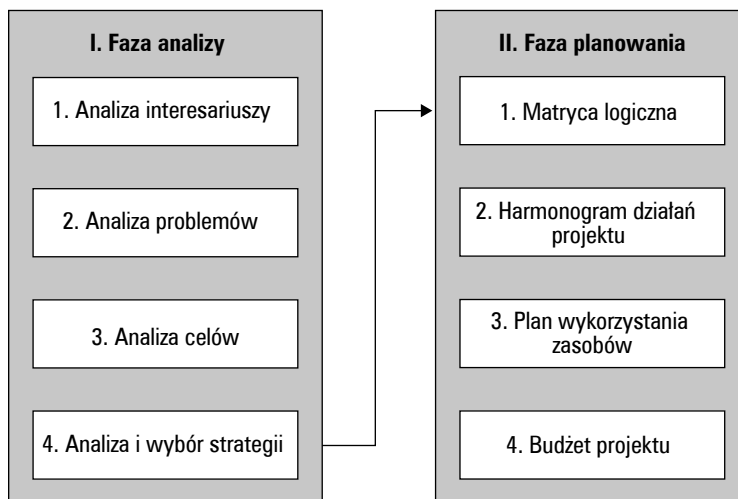 I. Faza analizy
1. Analiza interesariuszy
2. Analiza problemów
3. Analiza celów
4. Analiza i wybór strategii
II. Faza planowania
1. Matryca logiczna
2. Harmonogram działań
projektu
3. Plan wykorzystania
zasobów
4. Budżet projektu